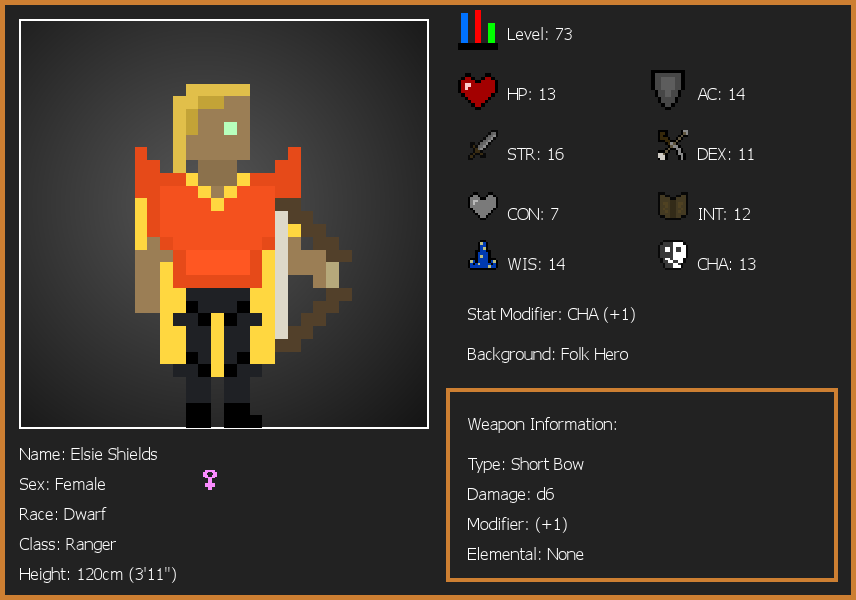 Level: 73
HP: 13
AC: 14
STR: 16
DEX: 11
CON: 7
INT: 12
WIS: 14
CHA: 13
Stat Modifier: CHA (+1)
Background: Folk Hero
Weapon Information:
Type: Short Bow
Damage: d6
Modifier: (+1)
Elemental: None
Name: Elsie Shields
Sex: Female
Race: Dwarf
Class: Ranger
Height: 120cm (3'11")